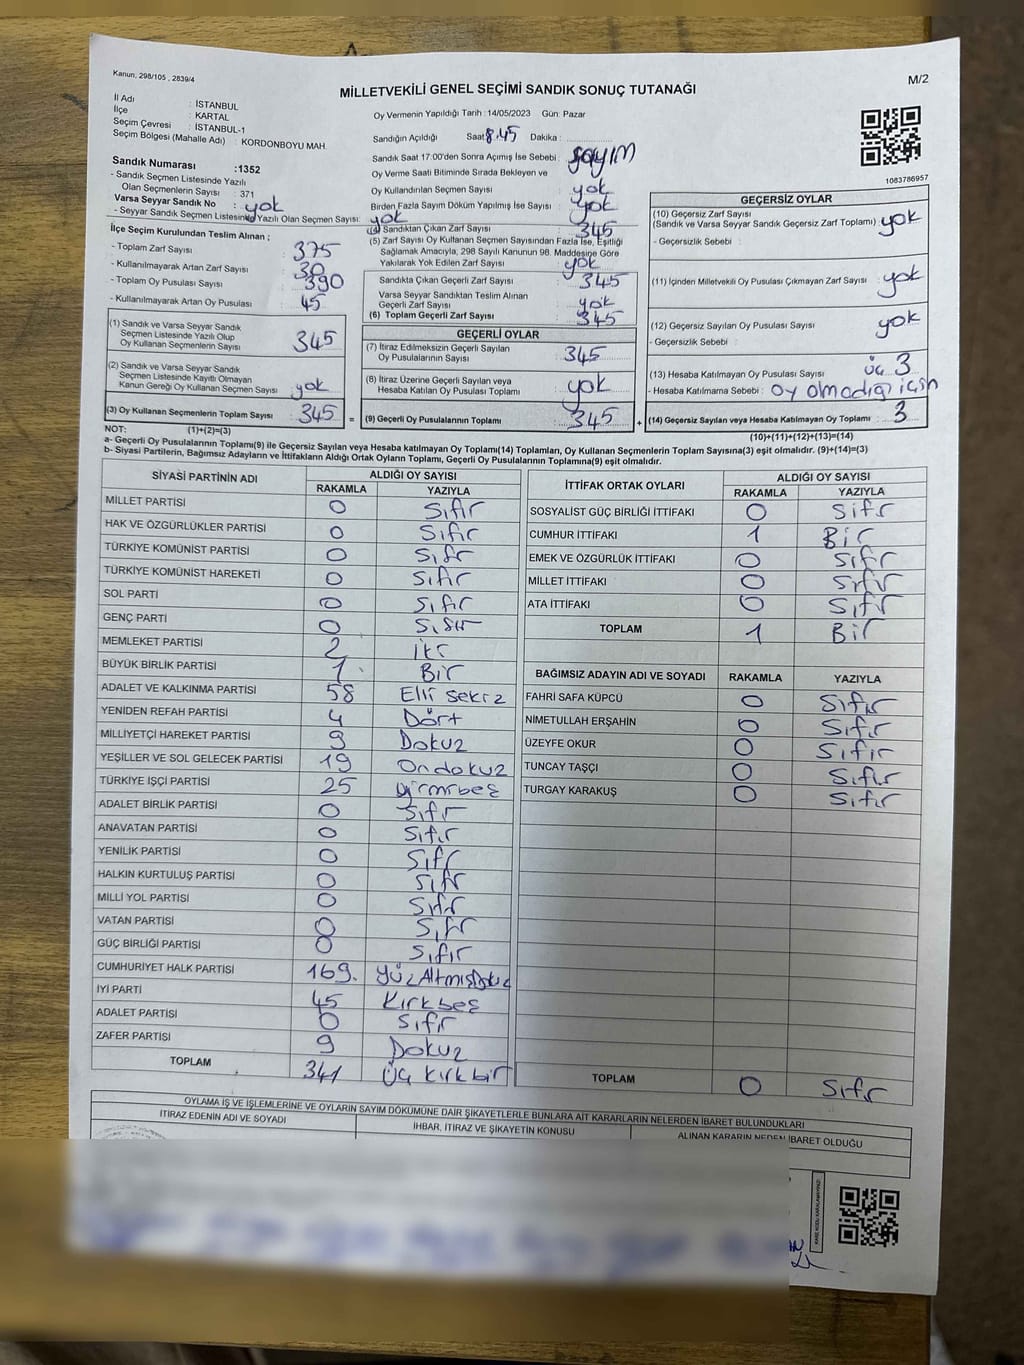 Kanun, 298/105 , 2839/4
M/2
MİLLETVEKİLİ GENEL SEÇİMİ SANDIK SONUÇ TUTANAĞI
İl Adı : İSTANBUL
İlçe : KARTAL
Seçim Çevresi : İSTANBUL-1
Seçim Bölgesi (Mahalle Adı) : KORDONBOYU MAH.
Sandık Numarası :1352
- Sandık Seçmen Listesinde Yazılı
Olan Seçmenlerin Sayısı : 371
Varsa Seyyar Sandık No : yok
- Seyyar Sandık Listesinde Yazılı Olan Seçmen Sayısı: yok
Oy Vermenin Yapıldığı Tarih : 14/05/2023 Gün: Pazar
Sandığın Açıldığı Saat 8.45 Dakika :
Sandık Saat 17:00'den Sonra Açımış İse Sebebi : sayım
Oy Verme Saati Bitiminde Sırada Bekleyen ve
Oy Kullandırılan Seçmen Sayısı : yok
Birden Fazla Sayım Döküm Yapılmış İse Sayısı : yok
1083786957
İlçe Seçim Kurulundan Teslim Alınan ;
- Toplam Zarf Sayısı : 375
- Kullanılmayarak Artan Zarf Sayısı : 30
- Toplam Oy Pusulası Sayısı : 390
- Kullanılmayarak Artan Oy Pusulası : 45
(1) Sandık ve Varsa Seyyar Sandık
Seçmen Listesinde Yazılı Olup
Oy Kullanan Seçmenlerin Sayısı : 345
(2) Sandık ve Varsa Seyyar Sandık
Seçmen Listesinde Kayıtlı Olmayan
Kanun Gereği Oy Kullanan Seçmen Sayısı : yok
(3) Oy Kullanan Seçmenlerin Toplam Sayısı : 345 =
(4) Sandıktan Çıkan Zarf Sayısı : 345
(5) Zarf Sayısı Oy Kullanan Seçmen Sayısından Fazla İse, Eşitliği
Sağlamak Amacıyla, 298 Sayılı Kanunun 98. Maddesine Göre
Yakılarak Yok Edilen Zarf Sayısı : yok
Sandıkta Çıkan Geçerli Zarf Sayısı : 345
Varsa Seyyar Sandıktan Teslim Alınan
Geçerli Zarf Sayısı : yok
(6) Toplam Geçerli Zarf Sayısı : 345
GEÇERLİ OYLAR
(7) İtiraz Edilmeksizin Geçerli Sayılan
Oy Pusulalarının Sayısı : 345
(8) İtiraz Üzerine Geçerli Sayılan veya
Hesaba Katılan Oy Pusulası Toplamı : yok
(9) Geçerli Oy Pusulalarının Toplamı : 345 +
GEÇERSİZ OYLAR
(10) Geçersiz Zarf Sayısı
(Sandık ve Varsa Seyyar Sandık Geçersiz Zarf Toplamı) : yok
- Geçersizlik Sebebi :
(11) İçinden Milletvekili Oy Pusulası Çıkmayan Zarf Sayısı : yok
(12) Geçersiz Sayılan Oy Pusulası Sayısı : yok
- Geçersizlik Sebebi :
(13) Hesaba Katılmayan Oy Pusulası Sayısı : üç 3
- Hesaba Katılmama Sebebi : Oy olmadığı için
(14) Geçersiz Sayılan veya Hesaba Katılmayan Oy Toplamı : 3
NOT: (1)+(2)=(3)
(10)+(11)+(12)+(13)=(14)
a- Geçerli Oy Pusulalarının Toplamı(9) ile Geçersiz Sayılan veya Hesaba katılmayan Oy Toplamı(14) Toplamları, Oy Kullanan Seçmenlerin Toplam Sayısına(3) eşit olmalıdır. (9)+(14)=(3)
b- Siyasi Partilerin, Bağımsız Adayların ve İttifakların Aldığı Ortak Oyların Toplamı, Geçerli Oy Pusulalarının Toplamına(9) eşit olmalıdır.
SİYASİ PARTİNİN ADI ALDIĞI OY SAYISI
RAKAMLA YAZIYLA
MİLLET PARTİSİ 0 Sıfır
HAK VE ÖZGÜRLÜKLER PARTİSİ 0 Sıfır
TÜRKİYE KOMÜNİST PARTİSİ 0 Sıfr
TÜRKİYE KOMÜNİST HAREKETİ 0 Sıfır
SOL PARTİ 0 Sıfır
GENÇ PARTİ 0 Sıfır
MEMLEKET PARTİSİ 2 iki
BÜYÜK BİRLİK PARTİSİ 1 Bir
ADALET VE KALKINMA PARTİSİ 58 Elli sekiz
YENİDEN REFAH PARTİSİ 4 Dört
MİLLİYETÇİ HAREKET PARTİSİ 9 Dokuz
YEŞİLLER VE SOL GELECEK PARTİSİ 19 Ondokuz
TÜRKİYE İŞÇİ PARTİSİ 25 yirmibeş
ADALET BİRLİK PARTİSİ 0 Sıfır
ANAVATAN PARTİSİ 0 Sıfır
YENİLİK PARTİSİ 0 Sıfr
HALKIN KURTULUŞ PARTİSİ 0 Sıfr
MİLLİ YOL PARTİSİ 0 Sıfır
VATAN PARTİSİ 0 Sıfr
GÜÇ BİRLİĞİ PARTİSİ 0 Sıfır
CUMHURİYET HALK PARTİSİ 169. YüzAltmışDokuz
İYİ PARTİ 45 Kırkbeş
ADALET PARTİSİ 0 Sıfır
ZAFER PARTİSİ 9 Dokuz
TOPLAM 341 Üç Kırkbir
İTTİFAK ORTAK OYLARI ALDIĞI OY SAYISI
RAKAMLA YAZIYLA
SOSYALİST GÜÇ BİRLİĞİ İTTİFAKI 0 Sıfr
CUMHUR İTTİFAKI 1 Bir
EMEK VE ÖZGÜRLÜK İTTİFAKI 0 Sıfır
MİLLET İTTİFAKI 0 Sıfır
ATA İTTİFAKI 0 Sıfır
TOPLAM 1 Bir
BAĞIMSIZ ADAYIN ADI VE SOYADI RAKAMLA YAZIYLA
FAHRİ SAFA KÜPCÜ 0 Sıfır
NİMETULLAH ERŞAHİN 0 Sıfır
ÜZEYFE OKUR 0 Sıfır
TUNCAY TAŞÇI 0 Sıfır
TURGAY KARAKUŞ 0 Sıfır
TOPLAM 0 Sıfır
OYLAMA İŞ VE İŞLEMLERİNE VE OYLARIN SAYIM DÖKÜMÜNE DAİR ŞİKAYETLERLE BUNLARA AİT KARARLARIN NELERDEN İBARET BULUNDUKLARI
İTİRAZ EDENİN ADI VE SOYADI İHBAR, İTİRAZ VE ŞİKAYETİN KONUSU ALINAN KARARIN NEDEN İBARET OLDUĞU